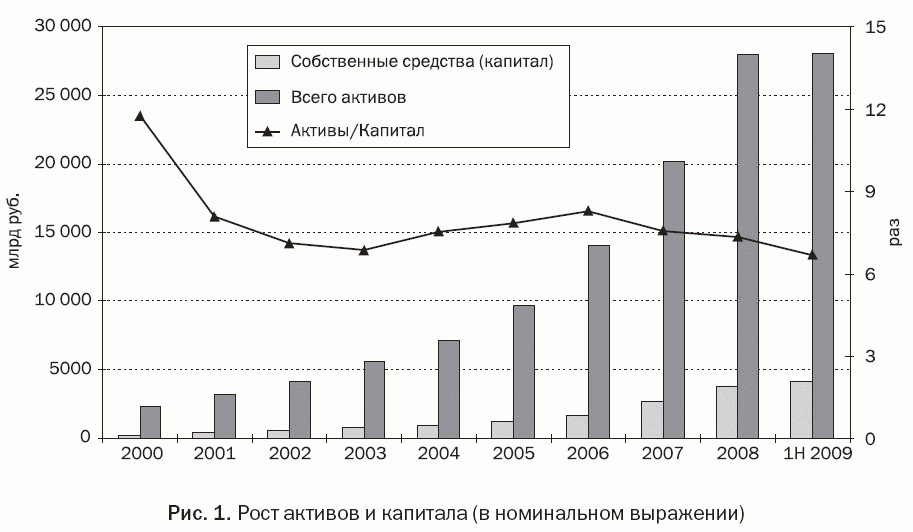 30 000
25 000
20 000
15 000
10 000
5000
0
млрд руб.
Собственные средства (капитал)
Всего активов
Активы/Капитал
15
12
9
6
3
0
раз
2000 2001 2002 2003 2004 2005 2006 2007 2008 1H 2009
Рис. 1. Рост активов и капитала (в номинальном выражении)